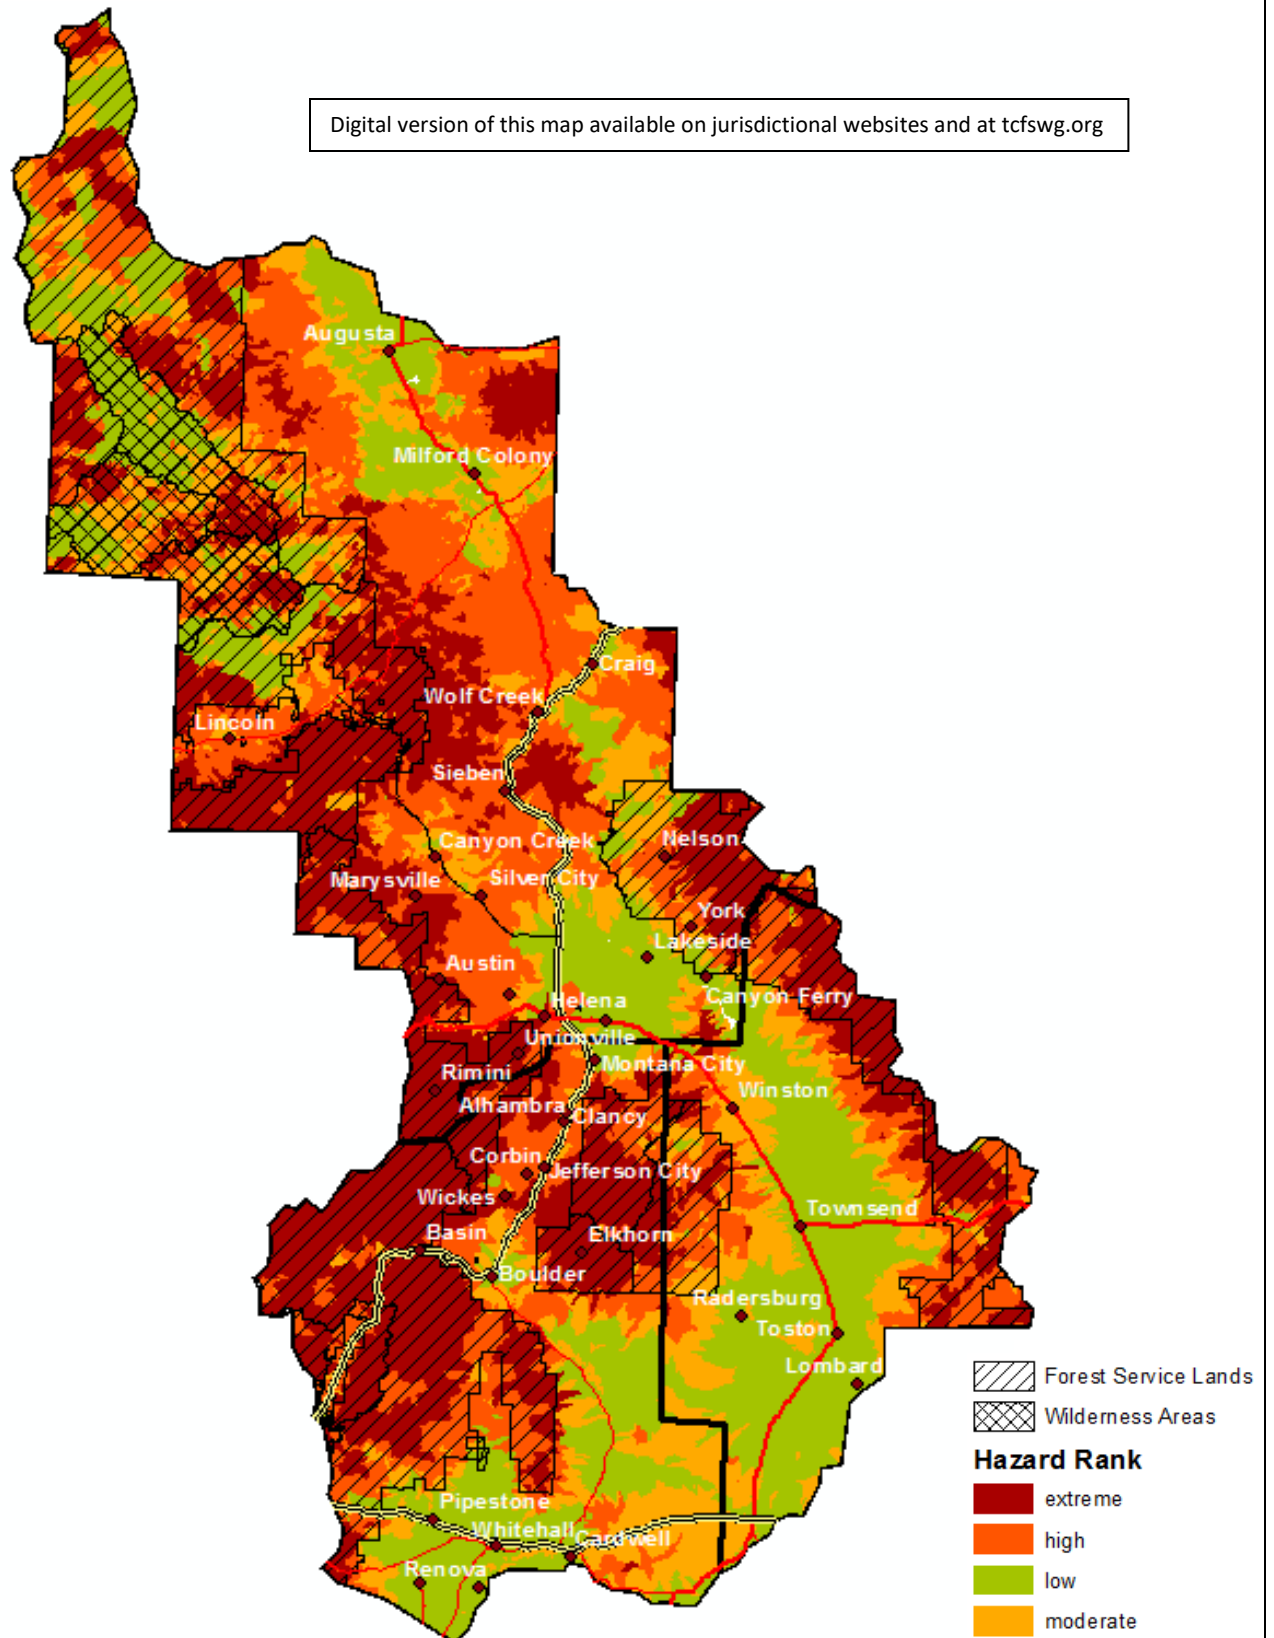 Digital version of this map available on jurisdictional websites and at tcfswg.org
Augusta
Milford Colony
Craig
Wolf Creek
Lincoln
Sieben
Canyon Creek
Nelson
Marysville
Silver City
York
Lakeside
Austin
Canyon Ferry
Helena
Unionville
Montana City
Rimini
Winston
Alhambra
Clancy
Corbin
Jefferson City
Wickes
Townsend
Basin
Elkhorn
Boulder
Radersburg
Toston
Lombard
Forest Service Lands
Wilderness Areas
Hazard Rank
extreme
Pipestone
Whitehall
Cardwell
high
Renova
low
moderate